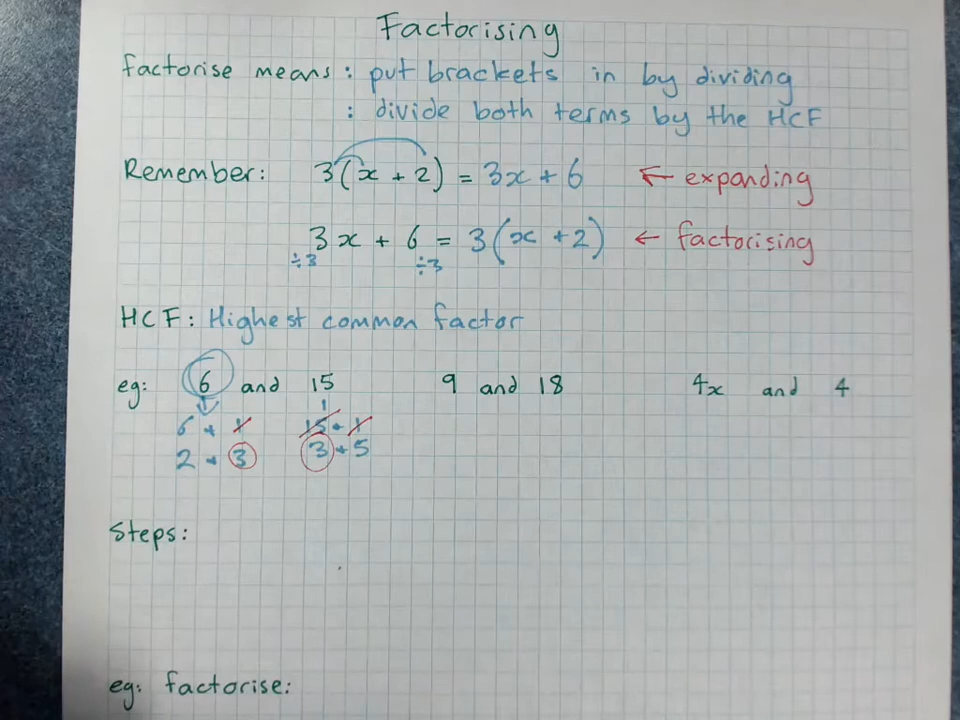 Factorising
factorise means: put brackets in by dividing
: divide both terms by the HCF
Remember: 3(x + 2) = 3x + 6 ← expanding
3x + 6 = 3(x + 2) ← factorising
÷3 ÷3
HCF: Highest common factor
eg: 6 and 15 9 and 18 4x and 4
6 * 1 15 * 1
2 * 3 3 * 5
Steps:
eg: factorise: